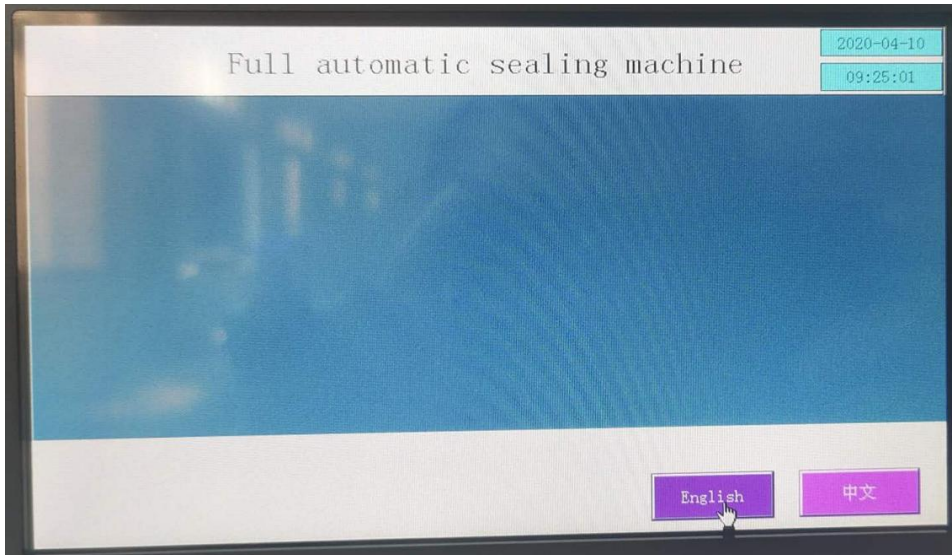 Full automatic sealing machine
2020-04-10
09:25:01
English
中文